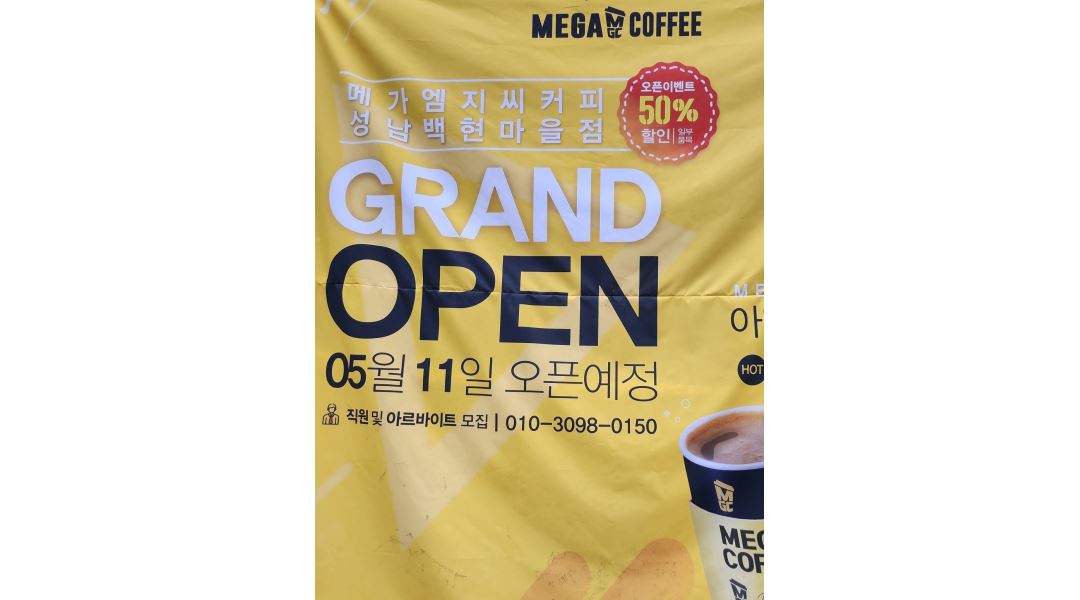 MEGA MGC COFFEE
메가엠지씨커피
성남백현마을점
오픈이벤트
50%
할인 일부 품목
GRAND
OPEN
05월 11일 오픈예정
직원 및 아르바이트 모집 | 010-3098-0150
아
HOT
MGC